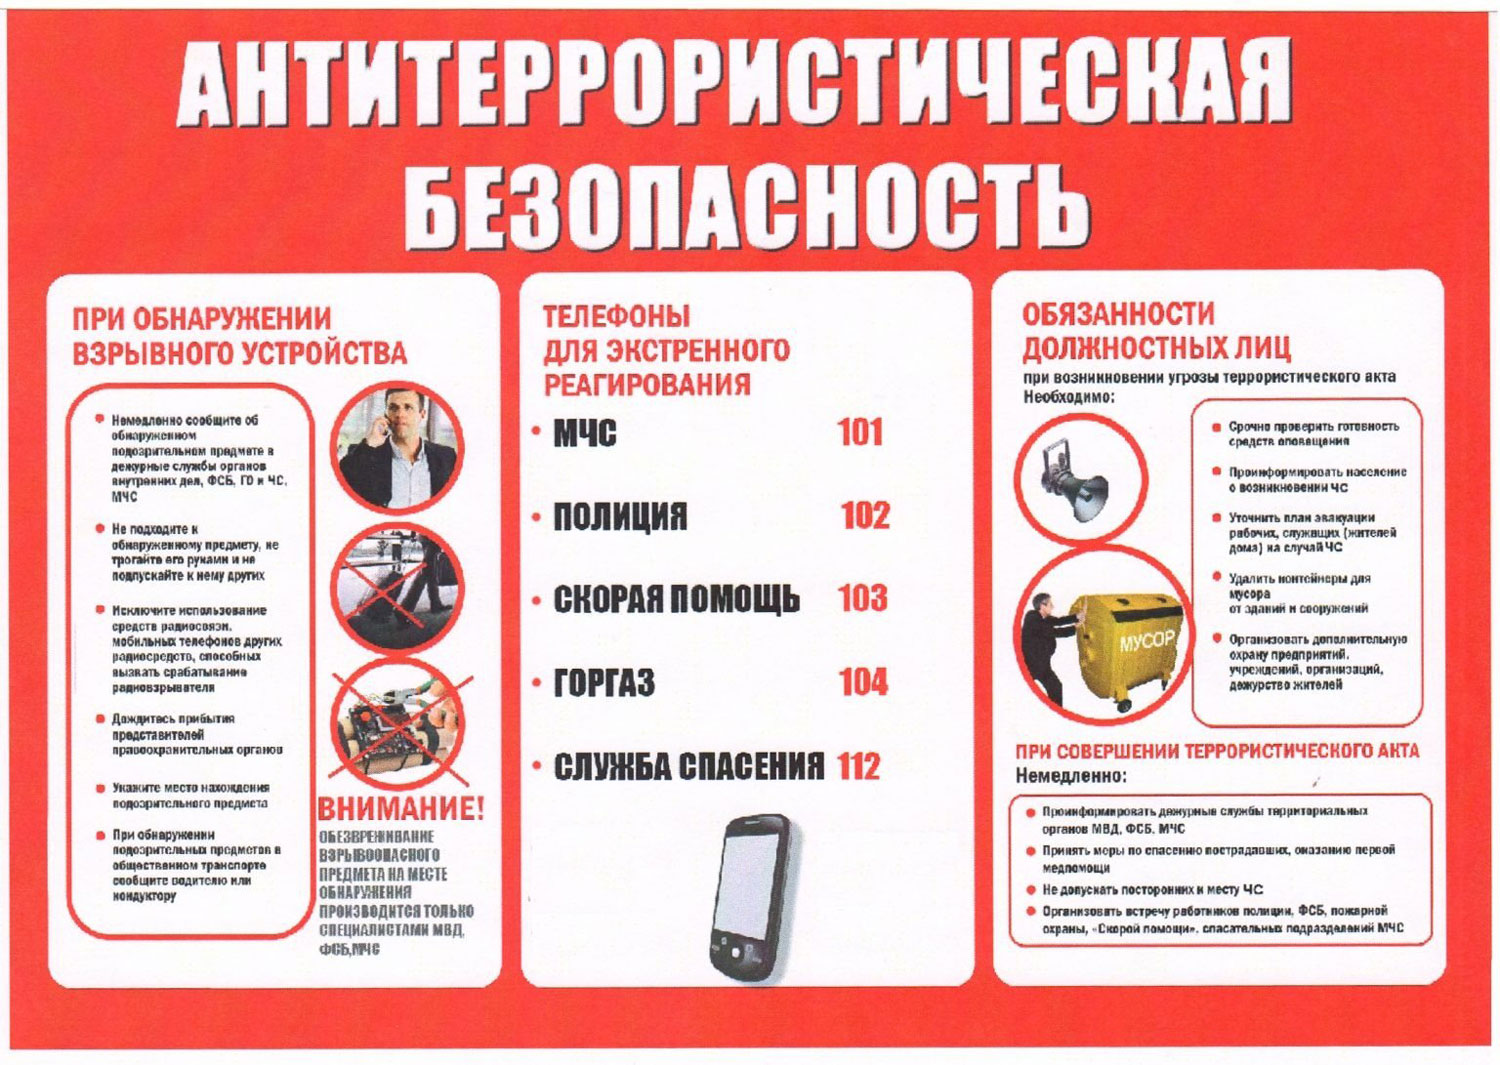 АНТИТЕРРОРИСТИЧЕСКАЯ
БЕЗОПАСНОСТЬ
ПРИ ОБНАРУЖЕНИИ
ВЗРЫВНОГО УСТРОЙСТВА
Немедленно сообщите об
обнаруженном
подозрительном предмете в
дежурные службы органов
внутренних дел, ФСБ, ГО и ЧС,
МЧС
Не подходите к
обнаруженному предмету, не
трогайте его руками и не
подпускайте к нему других
Исключите использование
средств радиосвязи,
мобильных телефонов других
радиосредств, способных
вызвать срабатывание
радиовзрывателя
Дождитесь прибытия
представителей
правоохранительных органов
Укажите место нахождения
подозрительного предмета
При обнаружении
подозрительных предметов в
общественном транспорте
сообщите водителю или
кондуктору
ВНИМАНИЕ!
ОБЕЗВРЕЖИВАНИЕ
ВЗРЫВООПАСНОГО
ПРЕДМЕТА НА МЕСТЕ
ОБНАРУЖЕНИЯ
ПРОИЗВОДИТСЯ ТОЛЬКО
СПЕЦИАЛИСТАМИ МВД,
ФСБ,МЧС
ТЕЛЕФОНЫ
ДЛЯ ЭКСТРЕННОГО
РЕАГИРОВАНИЯ
МЧС 101
ПОЛИЦИЯ 102
СКОРАЯ ПОМОЩЬ 103
ГОРГАЗ 104
СЛУЖБА СПАСЕНИЯ 112
ОБЯЗАННОСТИ
ДОЛЖНОСТНЫХ ЛИЦ
при возникновении угрозы террористического акта
Необходимо:
Срочно проверить готовность
средств оповещения
Проинформировать население
о возникновении ЧС
Уточнить план эвакуации
рабочих, служащих (жителей
дома) на случай ЧС
Удалить контейнеры для
мусора
от зданий и сооружений
Организовать дополнительную
охрану предприятий,
учреждений, организаций,
дежурство жителей
МУСОР
ПРИ СОВЕРШЕНИИ ТЕРРОРИСТИЧЕСКОГО АКТА
Немедленно:
Проинформировать дежурные службы территориальных
органов МВД, ФСБ, МЧС
Принять меры по спасению пострадавших, оказанию первой
медпомощи
Не допускать посторонних к месту ЧС
Организовать встречу работников полиции, ФСБ, пожарной
охраны, «Скорой помощи», спасательных подразделений МЧС